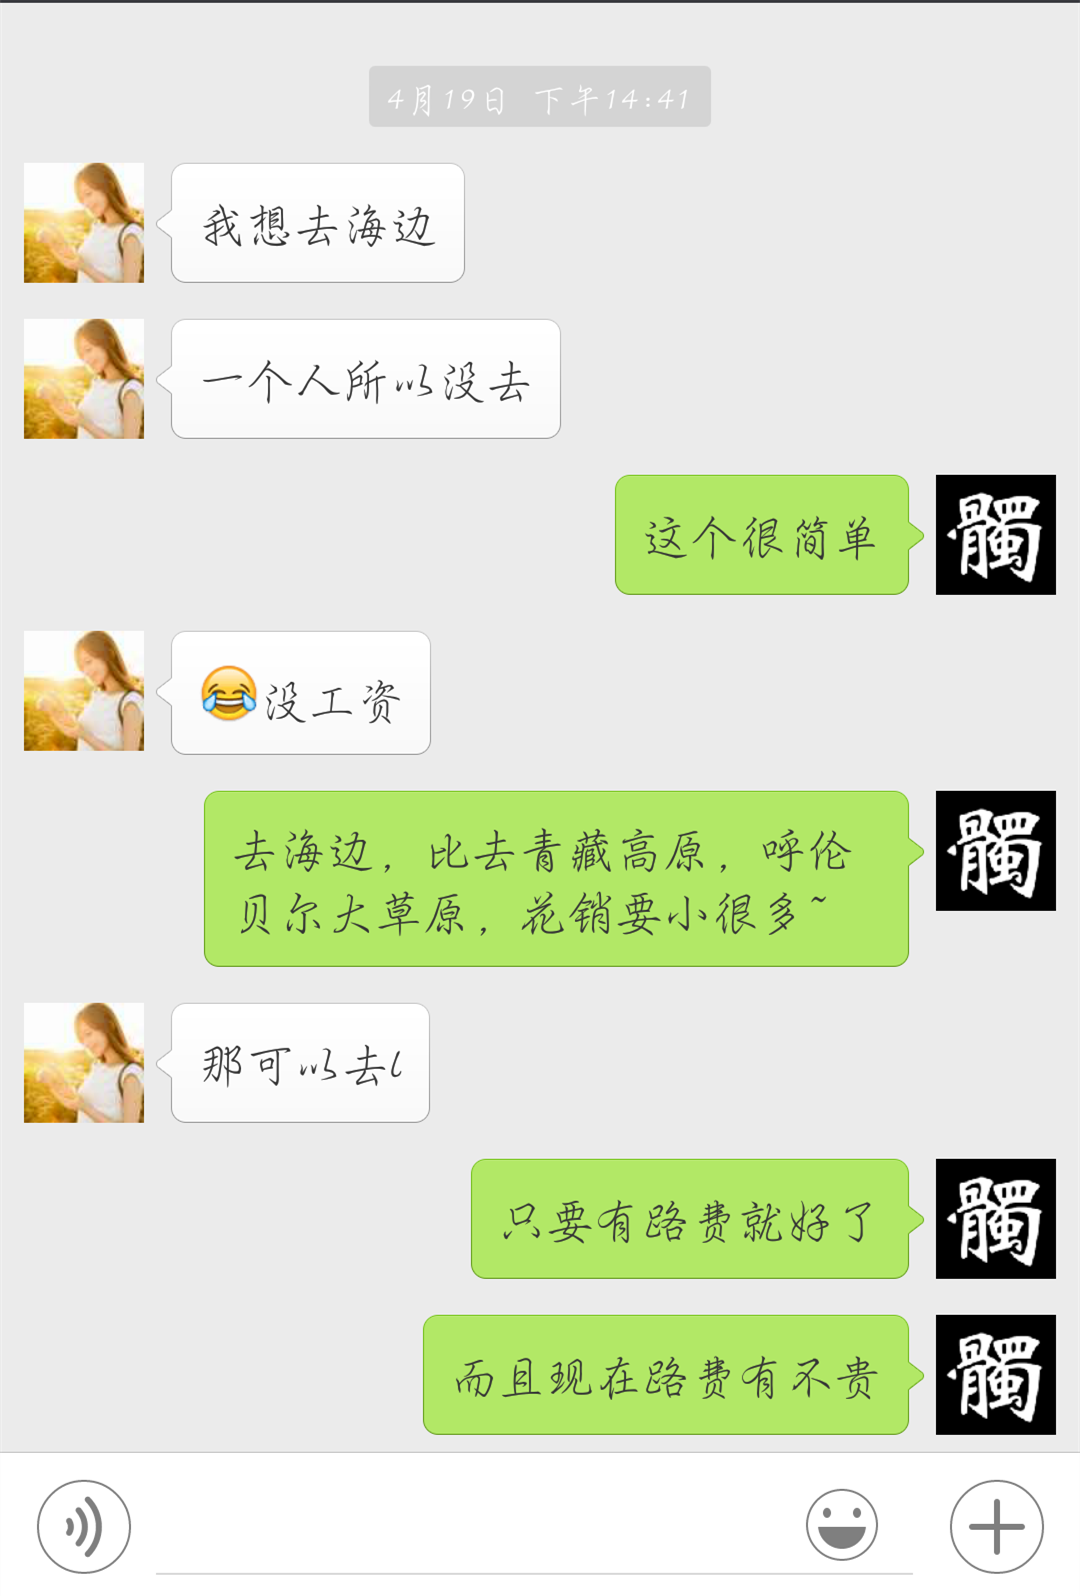 4月19日 下午14:41
我想去海边
一个人所以没去
这个很简单
髑
😂没工资
去海边，比去青藏高原，呼伦
贝尔大草原，花销要小很多~
髑
那可以去l
只要有路费就好了
髑
而且现在路费有不贵
髑